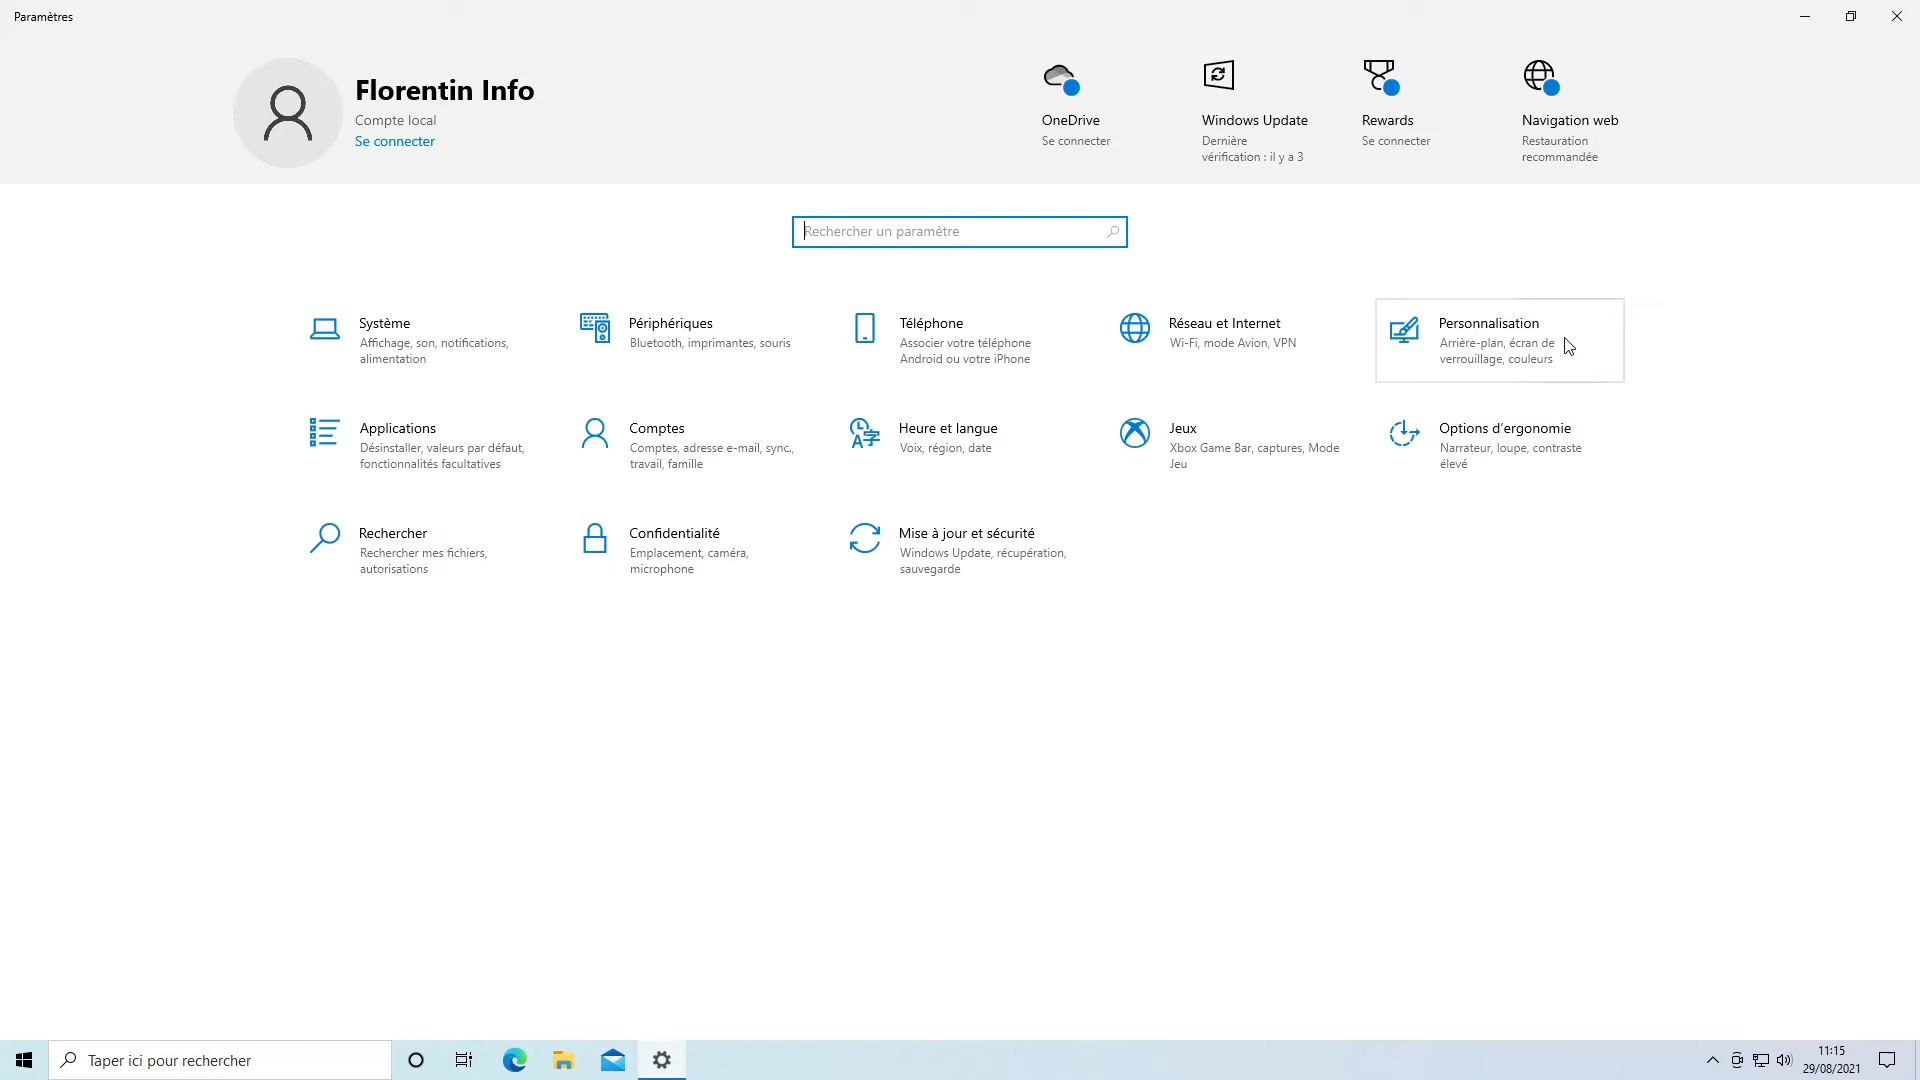 Paramètres
Florentin Info
Compte local
Se connecter
OneDrive
Se connecter
Windows Update
Dernière
vérification : il y a 3
Rewards
Se connecter
Navigation web
Restauration
recommandée
Rechercher un paramètre
Système
Affichage, son, notifications,
alimentation
Périphériques
Bluetooth, imprimantes, souris
Téléphone
Associer votre téléphone
Android ou votre iPhone
Réseau et Internet
Wi-Fi, mode Avion, VPN
Personnalisation
Arrière-plan, écran de
verrouillage, couleurs
Applications
Désinstaller, valeurs par défaut,
fonctionnalités facultatives
Comptes
Comptes, adresse e-mail, sync.,
travail, famille
Heure et langue
Voix, région, date
Jeux
Xbox Game Bar, captures, Mode
Jeu
Options d’ergonomie
Narrateur, loupe, contraste
élevé
Rechercher
Rechercher mes fichiers,
autorisations
Confidentialité
Emplacement, caméra,
microphone
Mise à jour et sécurité
Windows Update, récupération,
sauvegarde
Taper ici pour rechercher
11:15
29/08/2021